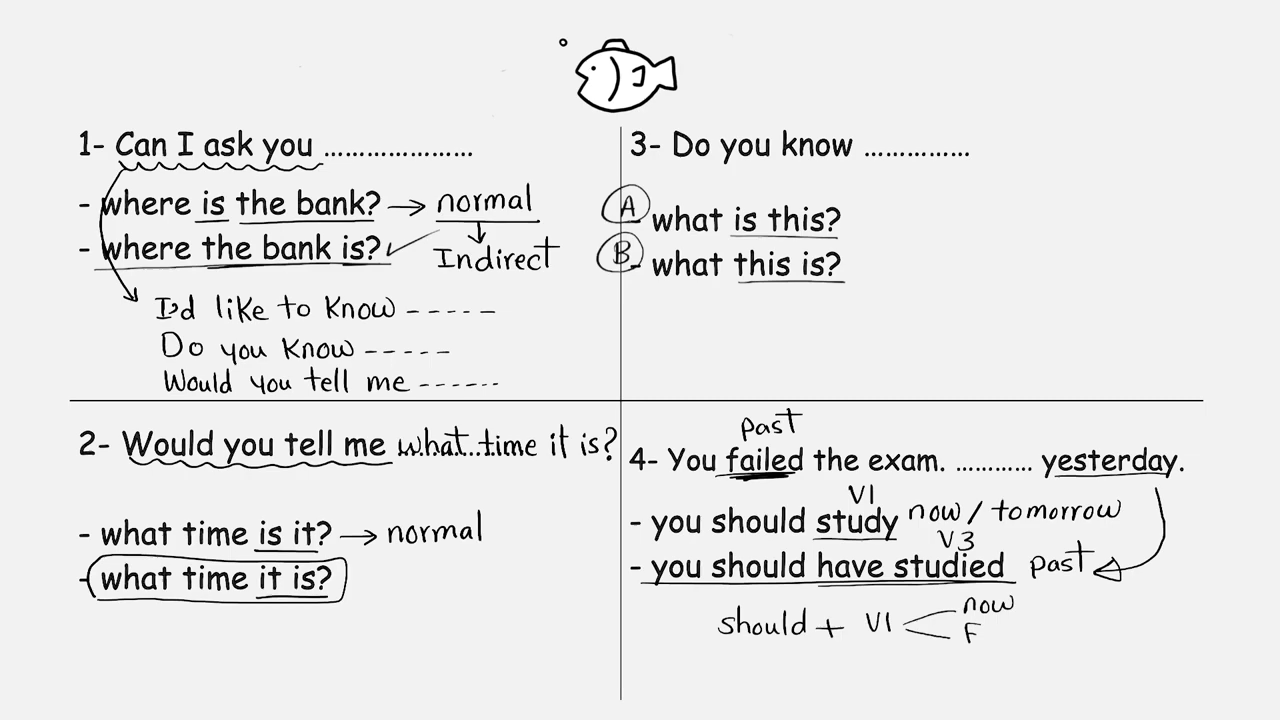 1- Can I ask you .....................
- where is the bank? → normal
- where the bank is? ✓ Indirect
I'd like to know -----
Do you know -----
Would you tell me ------
2- Would you tell me what time it is?
- what time is it? → normal
- what time it is?
3- Do you know ...............
A what is this?
B - what this is?
past
4- You failed the exam. ............ yesterday.
V1
- you should study now / tomorrow
V3
- you should have studied past
should + V1 now
F